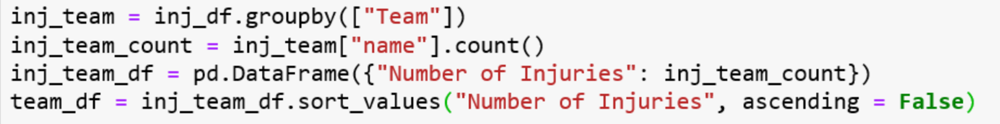 inj_team = inj_df.groupby(["Team"])
inj_team_count = inj_team["name"].count()
inj_team_df = pd.DataFrame({"Number of Injuries": inj_team_count})
team_df = inj_team_df.sort_values("Number of Injuries", ascending = False)